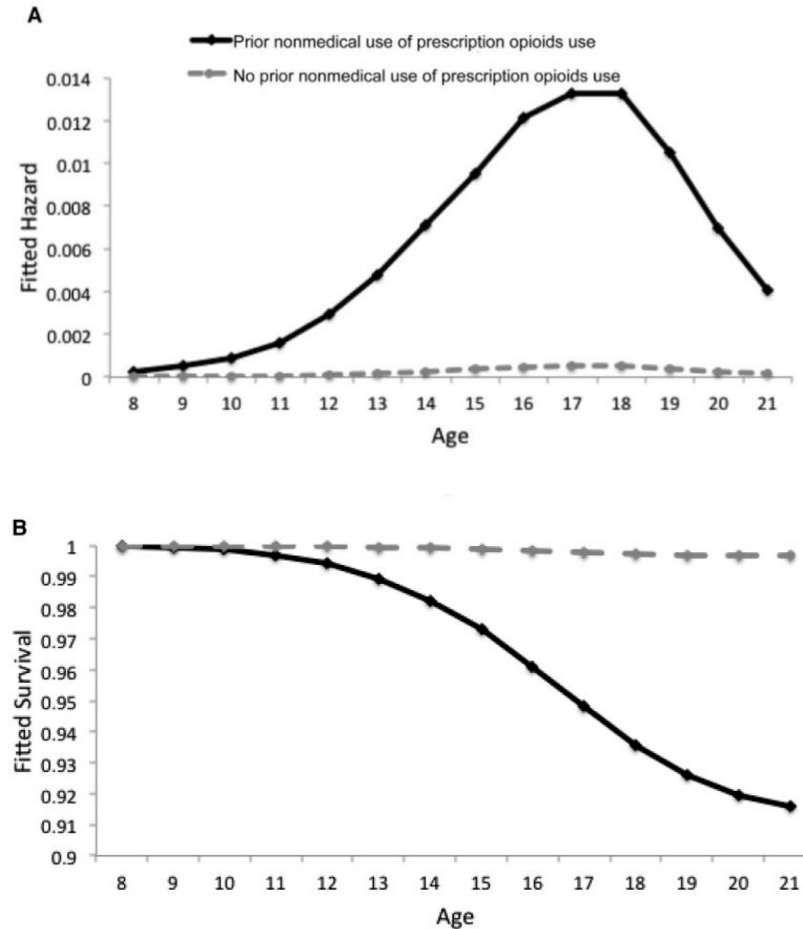 A
Prior nonmedical use of prescription opioids use
No prior nonmedical use of prescription opioids use
Fitted Hazard
0.014
0.012
0.01
0.008
0.006
0.004
0.002
0
8 9 10 11 12 13 14 15 16 17 18 19 20 21
Age
B
Fitted Survival
1
0.99
0.98
0.97
0.96
0.95
0.94
0.93
0.92
0.91
0.9
8 9 10 11 12 13 14 15 16 17 18 19 20 21
Age